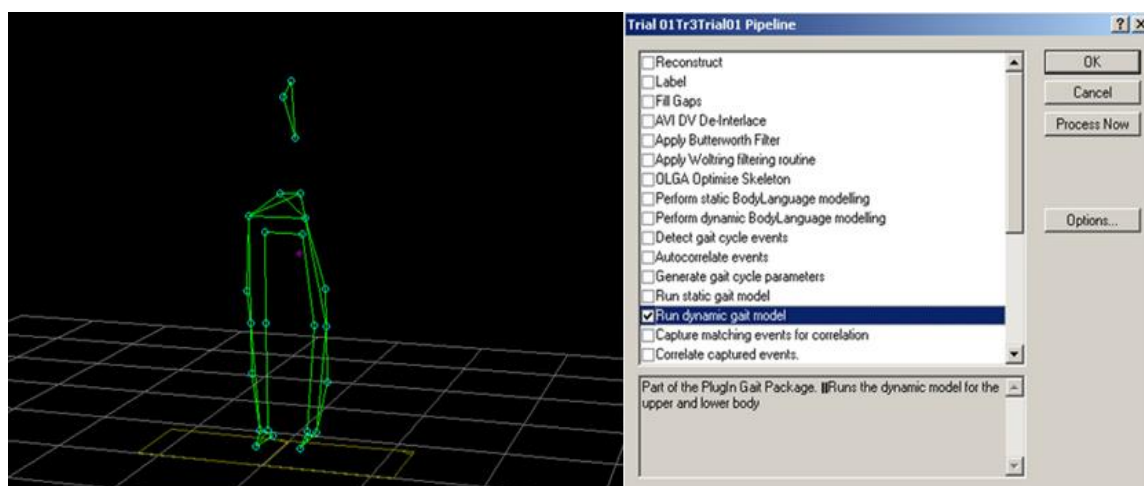 Trial 01Tr3Trial01 Pipeline
Reconstruct
Label
Fill Gaps
AVI DV De-Interlace
Apply Butterworth Filter
Apply Woltring filtering routine
OLGA Optimise Skeleton
Perform static BodyLanguage modelling
Perform dynamic BodyLanguage modelling
Detect gait cycle events
Autocorrelate events
Generate gait cycle parameters
Run static gait model
Run dynamic gait model
Capture matching events for correlation
Correlate captured events.
OK
Cancel
Process Now
Options...
Part of the PlugIn Gait Package. ||Runs the dynamic model for the
upper and lower body